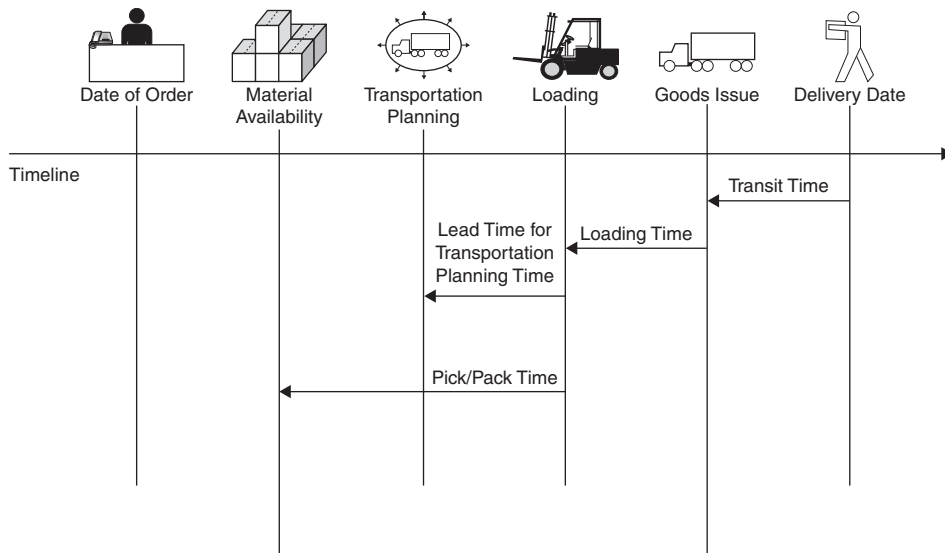 Date of Order
Material
Availability
Transportation
Planning
Loading
Goods Issue
Delivery Date
Timeline
Transit Time
Loading Time
Lead Time for
Transportation
Planning Time
Pick/Pack Time